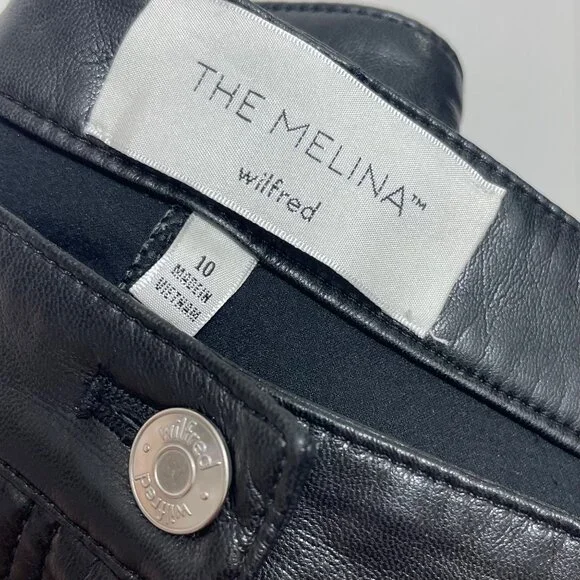 THE MELINA™
wilfred
10
MADE IN
VIETNAM
wilfred
wilfred